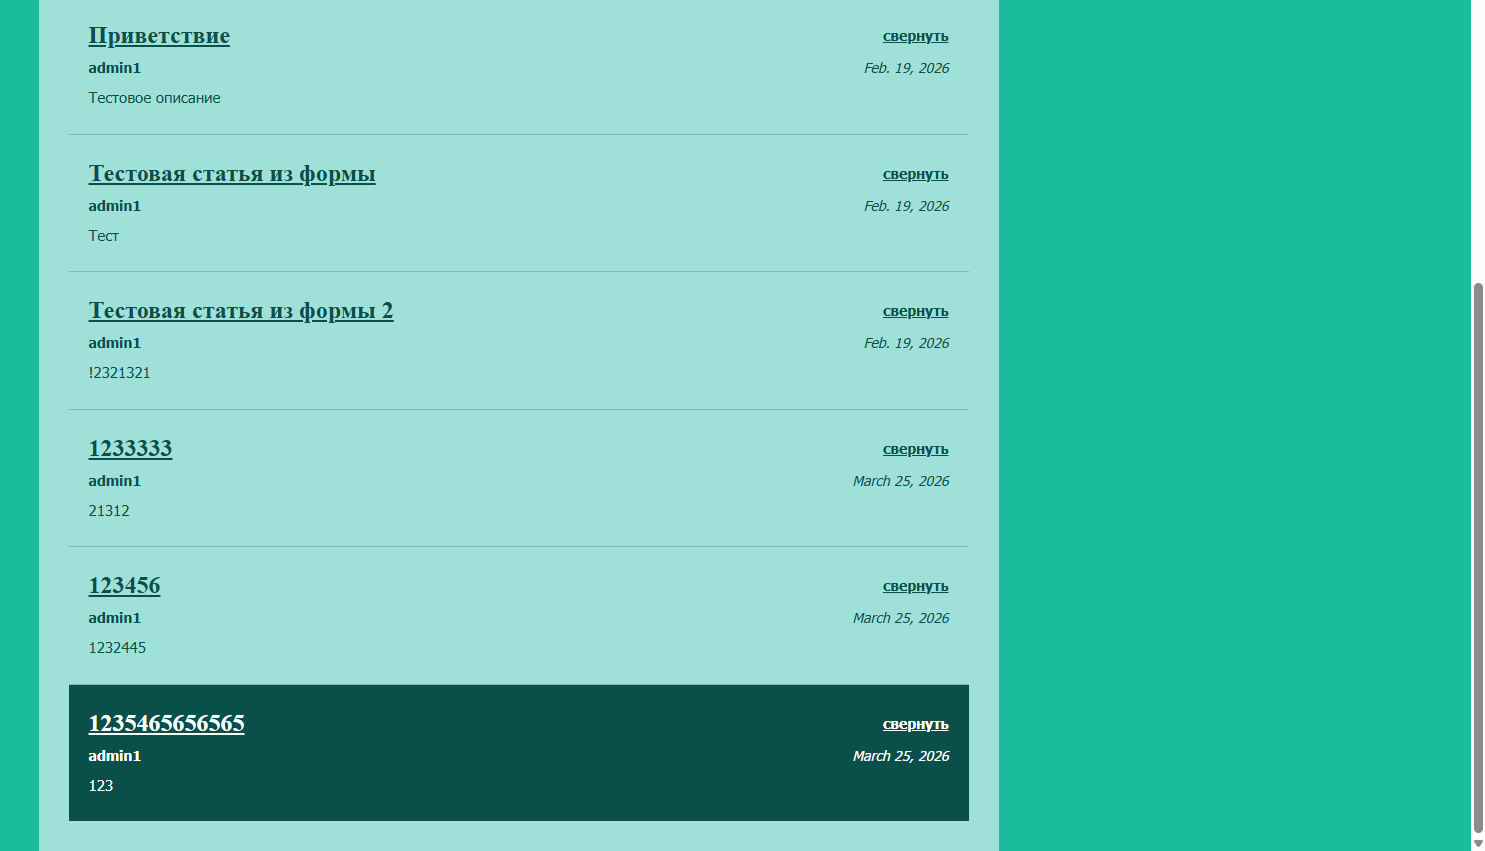 Приветствие свернуть
admin1 Feb. 19, 2026
Тестовое описание
Тестовая статья из формы свернуть
admin1 Feb. 19, 2026
Тест
Тестовая статья из формы 2 свернуть
admin1 Feb. 19, 2026
!2321321
1233333 свернуть
admin1 March 25, 2026
21312
123456 свернуть
admin1 March 25, 2026
1232445
1235465656565 свернуть
admin1 March 25, 2026
123